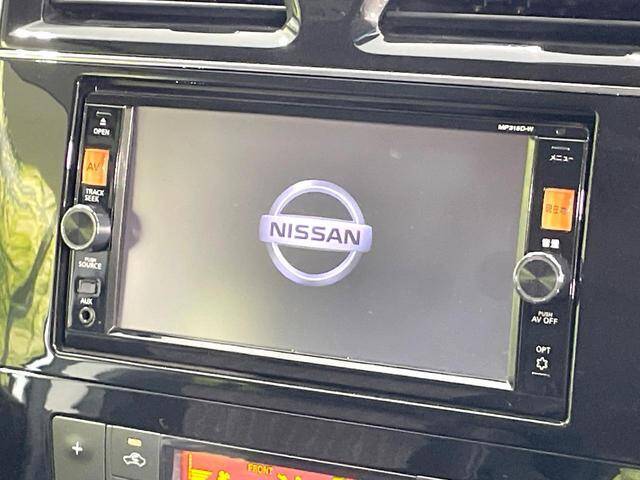 OPEN
AV
TRACK
SEEK
PUSH
SOURCE
AUX
NISSAN
MP315D-W
メニュー
現在地
音量
PUSH
AV OFF
OPT
FRONT